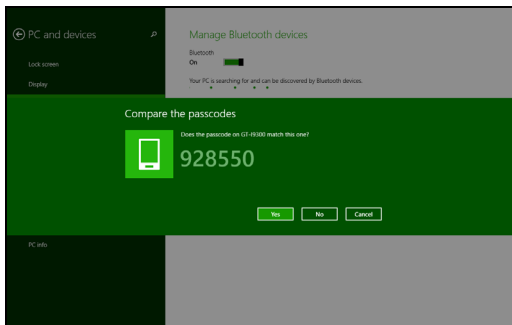 PC and devices
Lock screen
Display
Manage Bluetooth devices
Bluetooth
On
Your PC is searching for and can be discovered by Bluetooth devices.
Compare the passcodes
Does the passcode on GT-I9300 match this one?
928550
Yes
No
Cancel
PC info